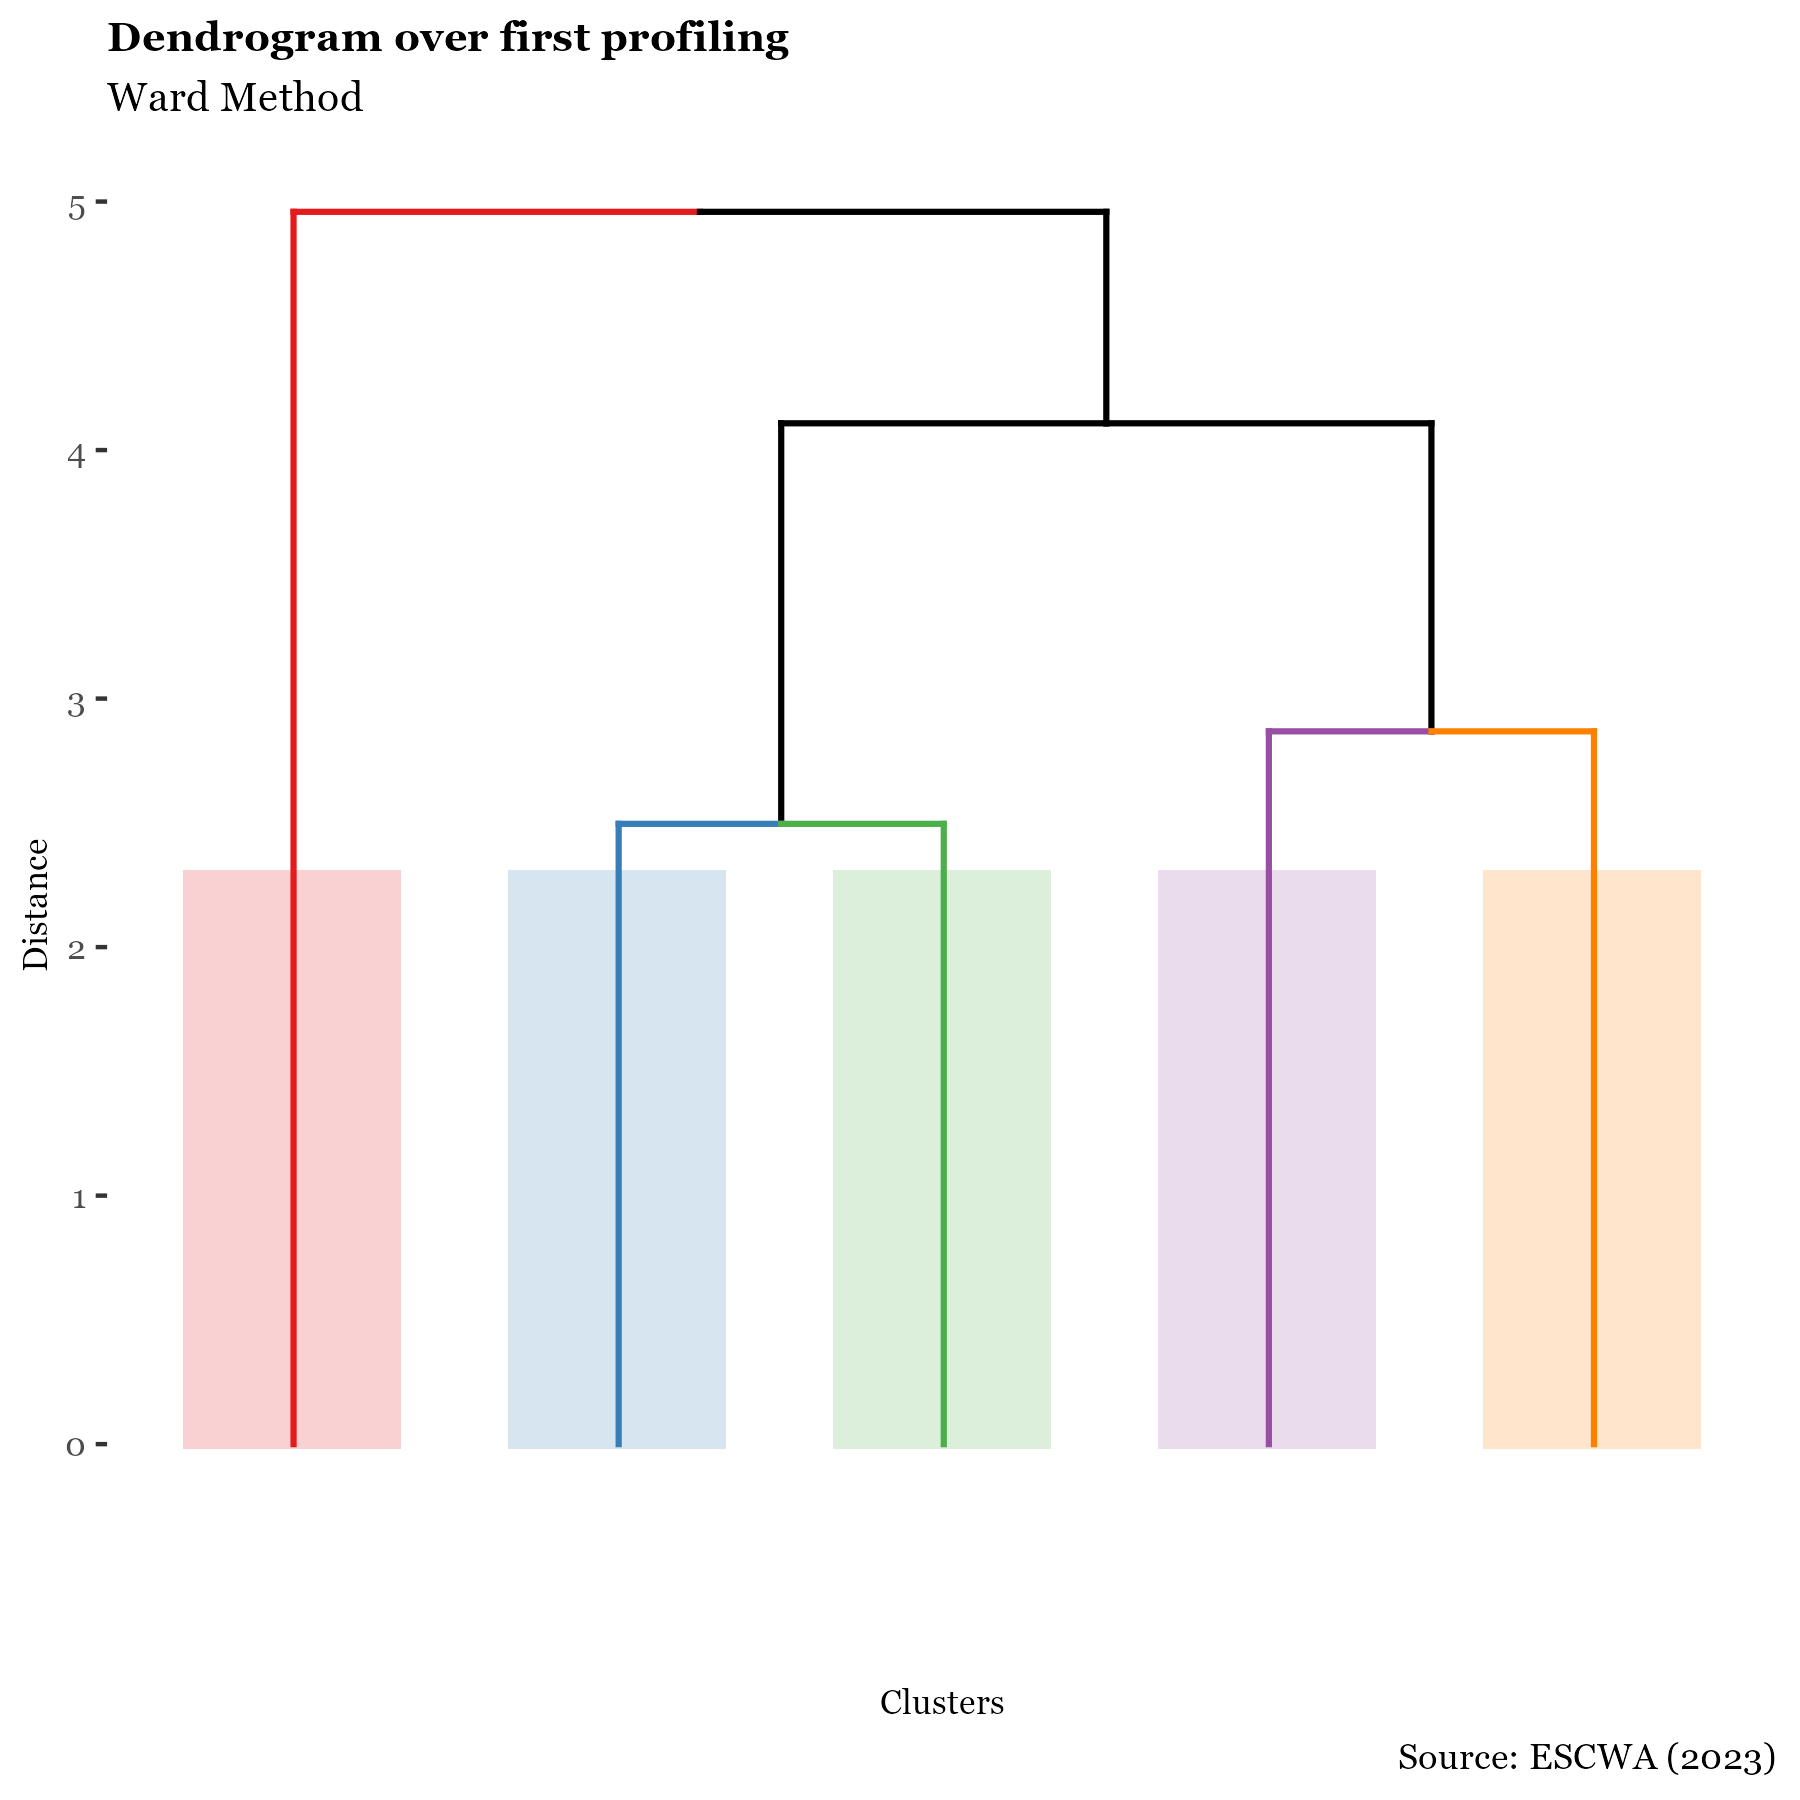 Dendrogram over first profiling
Ward Method
5
4
3
2
1
0
Distance
Clusters
Source: ESCWA (2023)